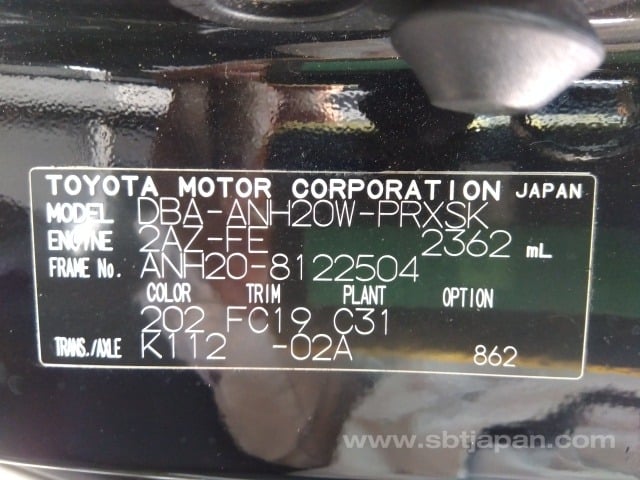 TOYOTA MOTOR CORPORATION JAPAN
MODEL DBA-ANH20W-PRXSK
ENGINE 2AZ-FE 2362 mL
FRAME No. ANH20-8122504
COLOR TRIM PLANT OPTION
202 FC19 C31
TRANS./AXLE K112 -02A 862
www.sbtjapan.com